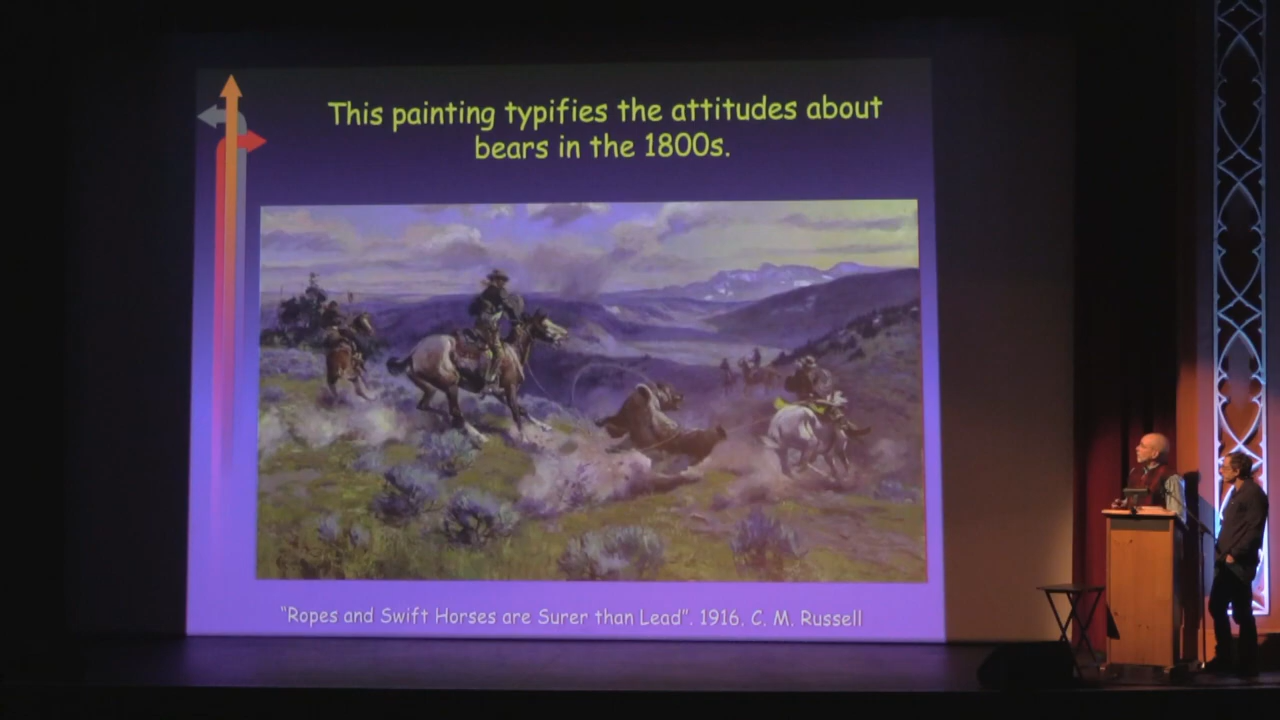 This painting typifies the attitudes about
bears in the 1800s.
“Ropes and Swift Horses are Surer than Lead”. 1916. C. M. Russell